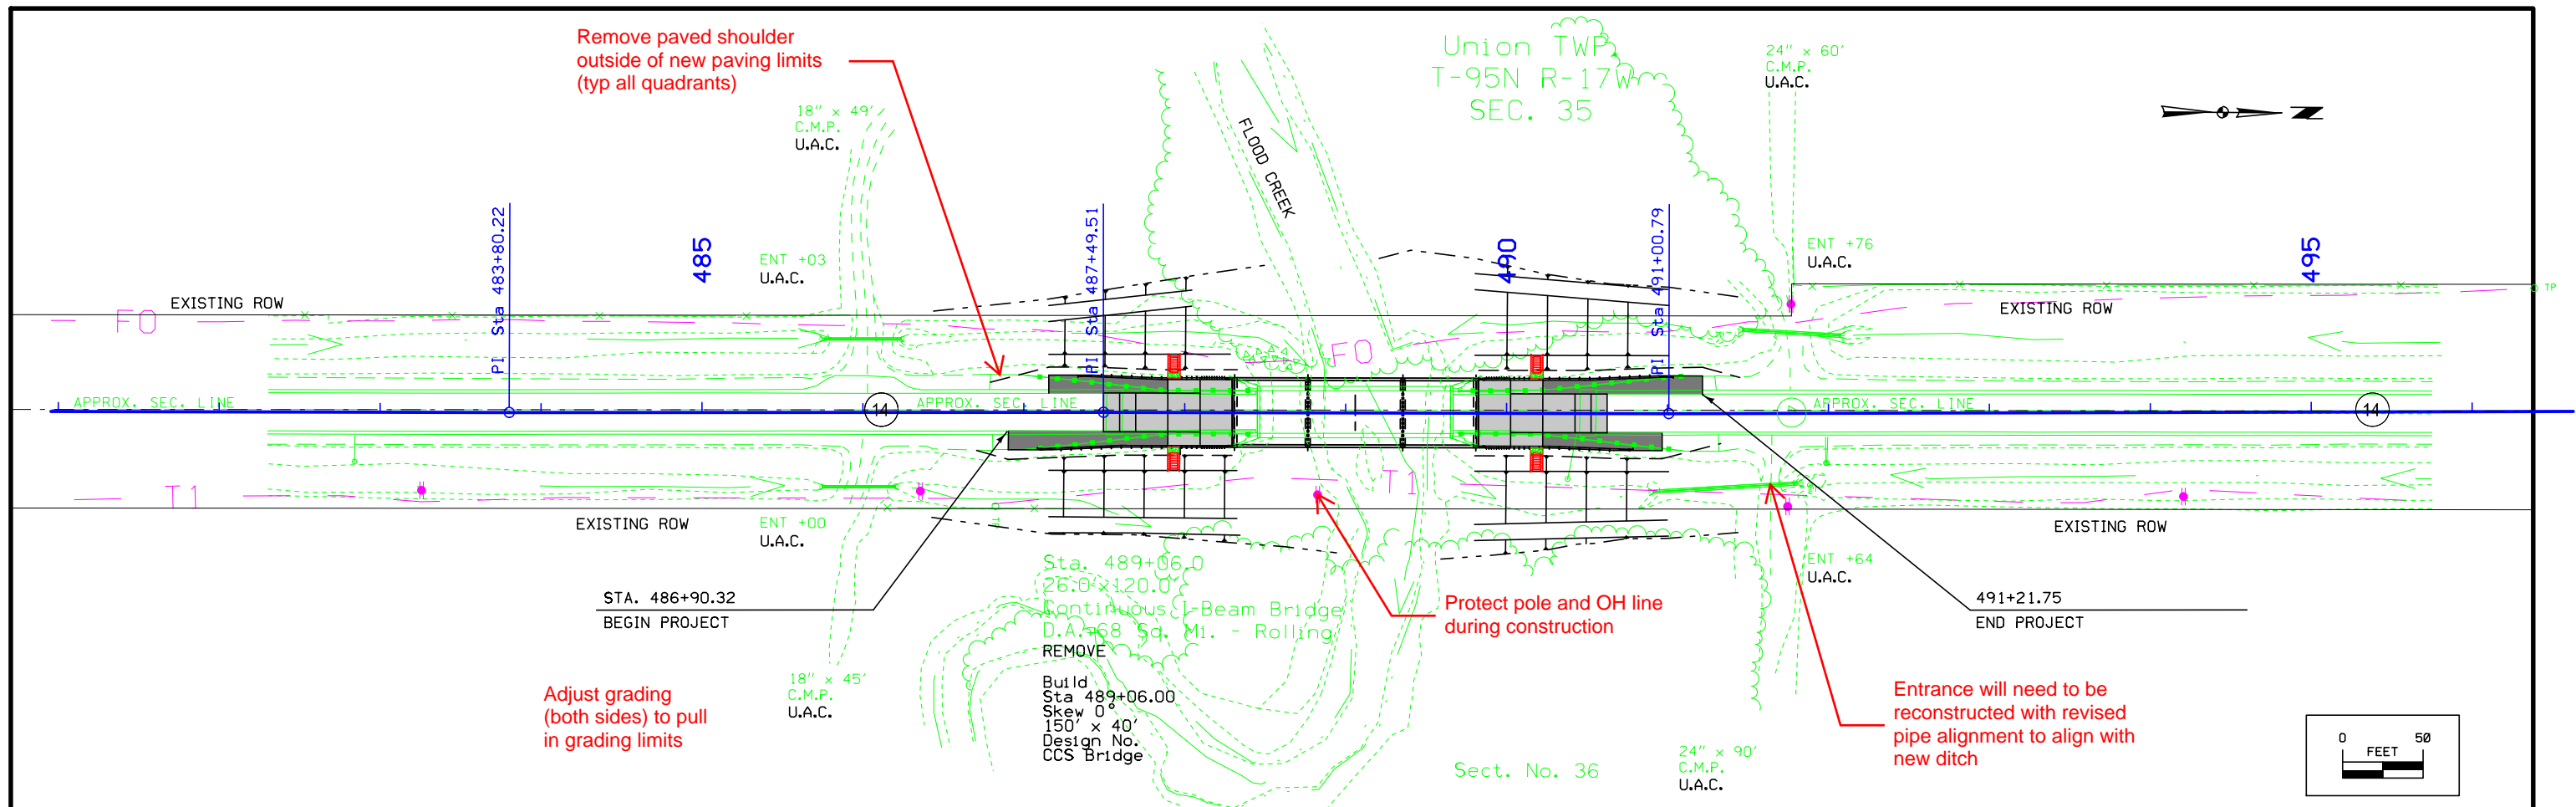 Remove paved shoulder
outside of new paving limits
(typ all quadrants)
18" x 49'
C.M.P.
U.A.C.
FLOOD CREEK
Union TWP
T-95N R-17W
SEC. 35
24" x 60'
C.M.P.
U.A.C.
N
PI Sta 483+80.22
485
ENT +03
U.A.C.
PI Sta 487+49.51
490
PI Sta 491+00.79
ENT +76
U.A.C.
495
EXISTING ROW
FO
EXISTING ROW
TP
FO
APPROX. SEC. LINE
14
APPROX. SEC. LINE
APPROX. SEC. LINE
14
T1
T1
EXISTING ROW
ENT +00
U.A.C.
TP
EXISTING ROW
ENT +64
U.A.C.
STA. 486+90.32
BEGIN PROJECT
Sta. 489+06.0
26.0 x 120.0
Continuous I-Beam Bridge
D.A.=68 Sq. Mi. - Rolling
REMOVE
Build
Sta 489+06.00
Skew 0°
150' x 40'
Design No.
CCS Bridge
Protect pole and OH line
during construction
491+21.75
END PROJECT
Adjust grading
(both sides) to pull
in grading limits
18" x 45'
C.M.P.
U.A.C.
Entrance will need to be
reconstructed with revised
pipe alignment to align with
new ditch
Sect. No. 36
24" x 90'
C.M.P.
U.A.C.
0 50
FEET